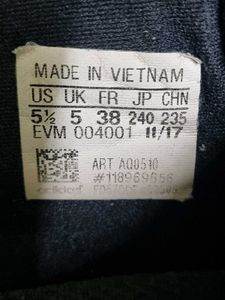 MADE IN VIETNAM
US UK FR JP CHN
5½ 5 38 240 235
EVM 004001 11/17
ART AQ0510
#118969656
adidas